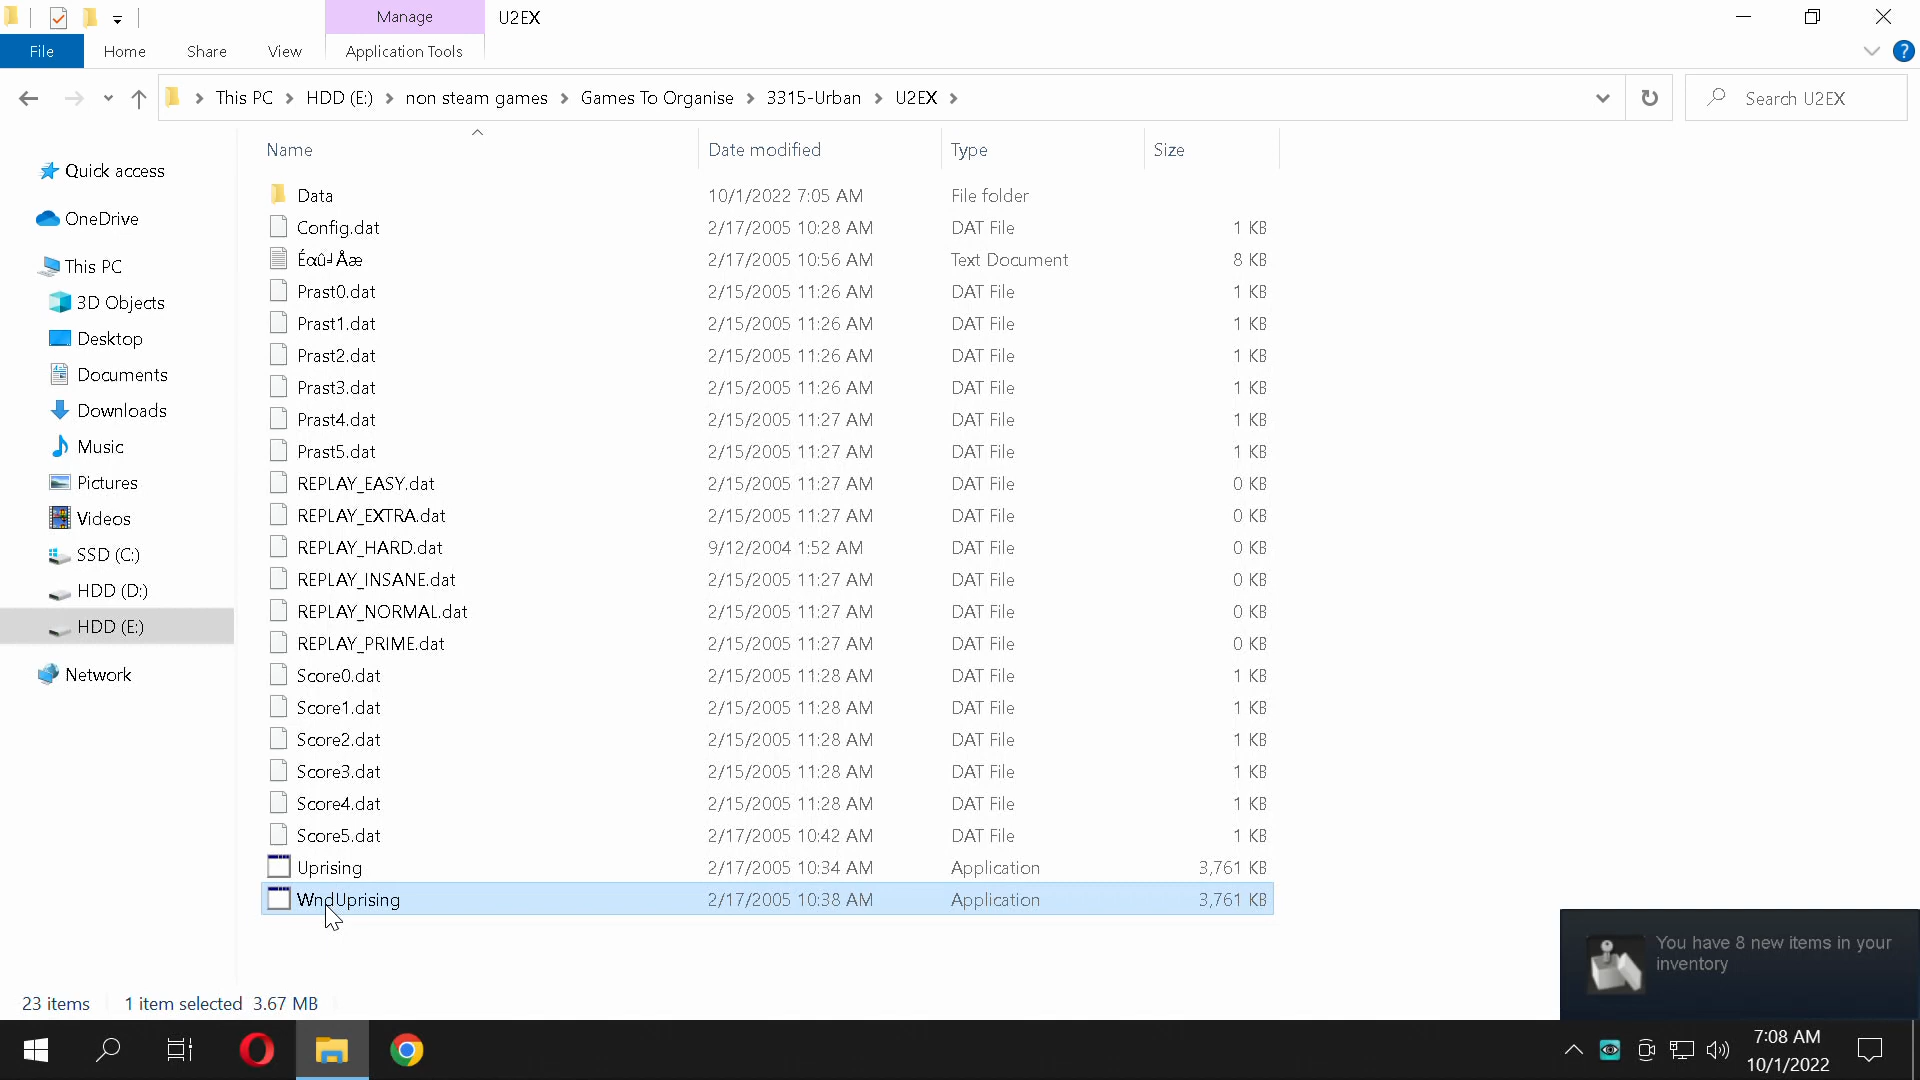 Manage
U2EX
File
Home
Share
View
Application Tools
?
This PC
HDD (E:)
non steam games
Games To Organise
3315-Urban
U2EX
Search U2EX
Name
Date modified
Type
Size
Quick access
OneDrive
This PC
3D Objects
Desktop
Documents
Downloads
Music
Pictures
Videos
SSD (C:)
HDD (D:)
HDD (E:)
Network
Data 10/1/2022 7:05 AM File folder
Config.dat 2/17/2005 10:28 AM DAT File 1 KB
Éαû╛Åæ 2/17/2005 10:56 AM Text Document 8 KB
Prast0.dat 2/15/2005 11:26 AM DAT File 1 KB
Prast1.dat 2/15/2005 11:26 AM DAT File 1 KB
Prast2.dat 2/15/2005 11:26 AM DAT File 1 KB
Prast3.dat 2/15/2005 11:26 AM DAT File 1 KB
Prast4.dat 2/15/2005 11:27 AM DAT File 1 KB
Prast5.dat 2/15/2005 11:27 AM DAT File 1 KB
REPLAY_EASY.dat 2/15/2005 11:27 AM DAT File 0 KB
REPLAY_EXTRA.dat 2/15/2005 11:27 AM DAT File 0 KB
REPLAY_HARD.dat 9/12/2004 1:52 AM DAT File 0 KB
REPLAY_INSANE.dat 2/15/2005 11:27 AM DAT File 0 KB
REPLAY_NORMAL.dat 2/15/2005 11:27 AM DAT File 0 KB
REPLAY_PRIME.dat 2/15/2005 11:27 AM DAT File 0 KB
Score0.dat 2/15/2005 11:28 AM DAT File 1 KB
Score1.dat 2/15/2005 11:28 AM DAT File 1 KB
Score2.dat 2/15/2005 11:28 AM DAT File 1 KB
Score3.dat 2/15/2005 11:28 AM DAT File 1 KB
Score4.dat 2/15/2005 11:28 AM DAT File 1 KB
Score5.dat 2/17/2005 10:42 AM DAT File 1 KB
Uprising 2/17/2005 10:34 AM Application 3,761 KB
WndUprising 2/17/2005 10:38 AM Application 3,761 KB
You have 8 new items in your
inventory
23 items
1 item selected 3.67 MB
7:08 AM
10/1/2022